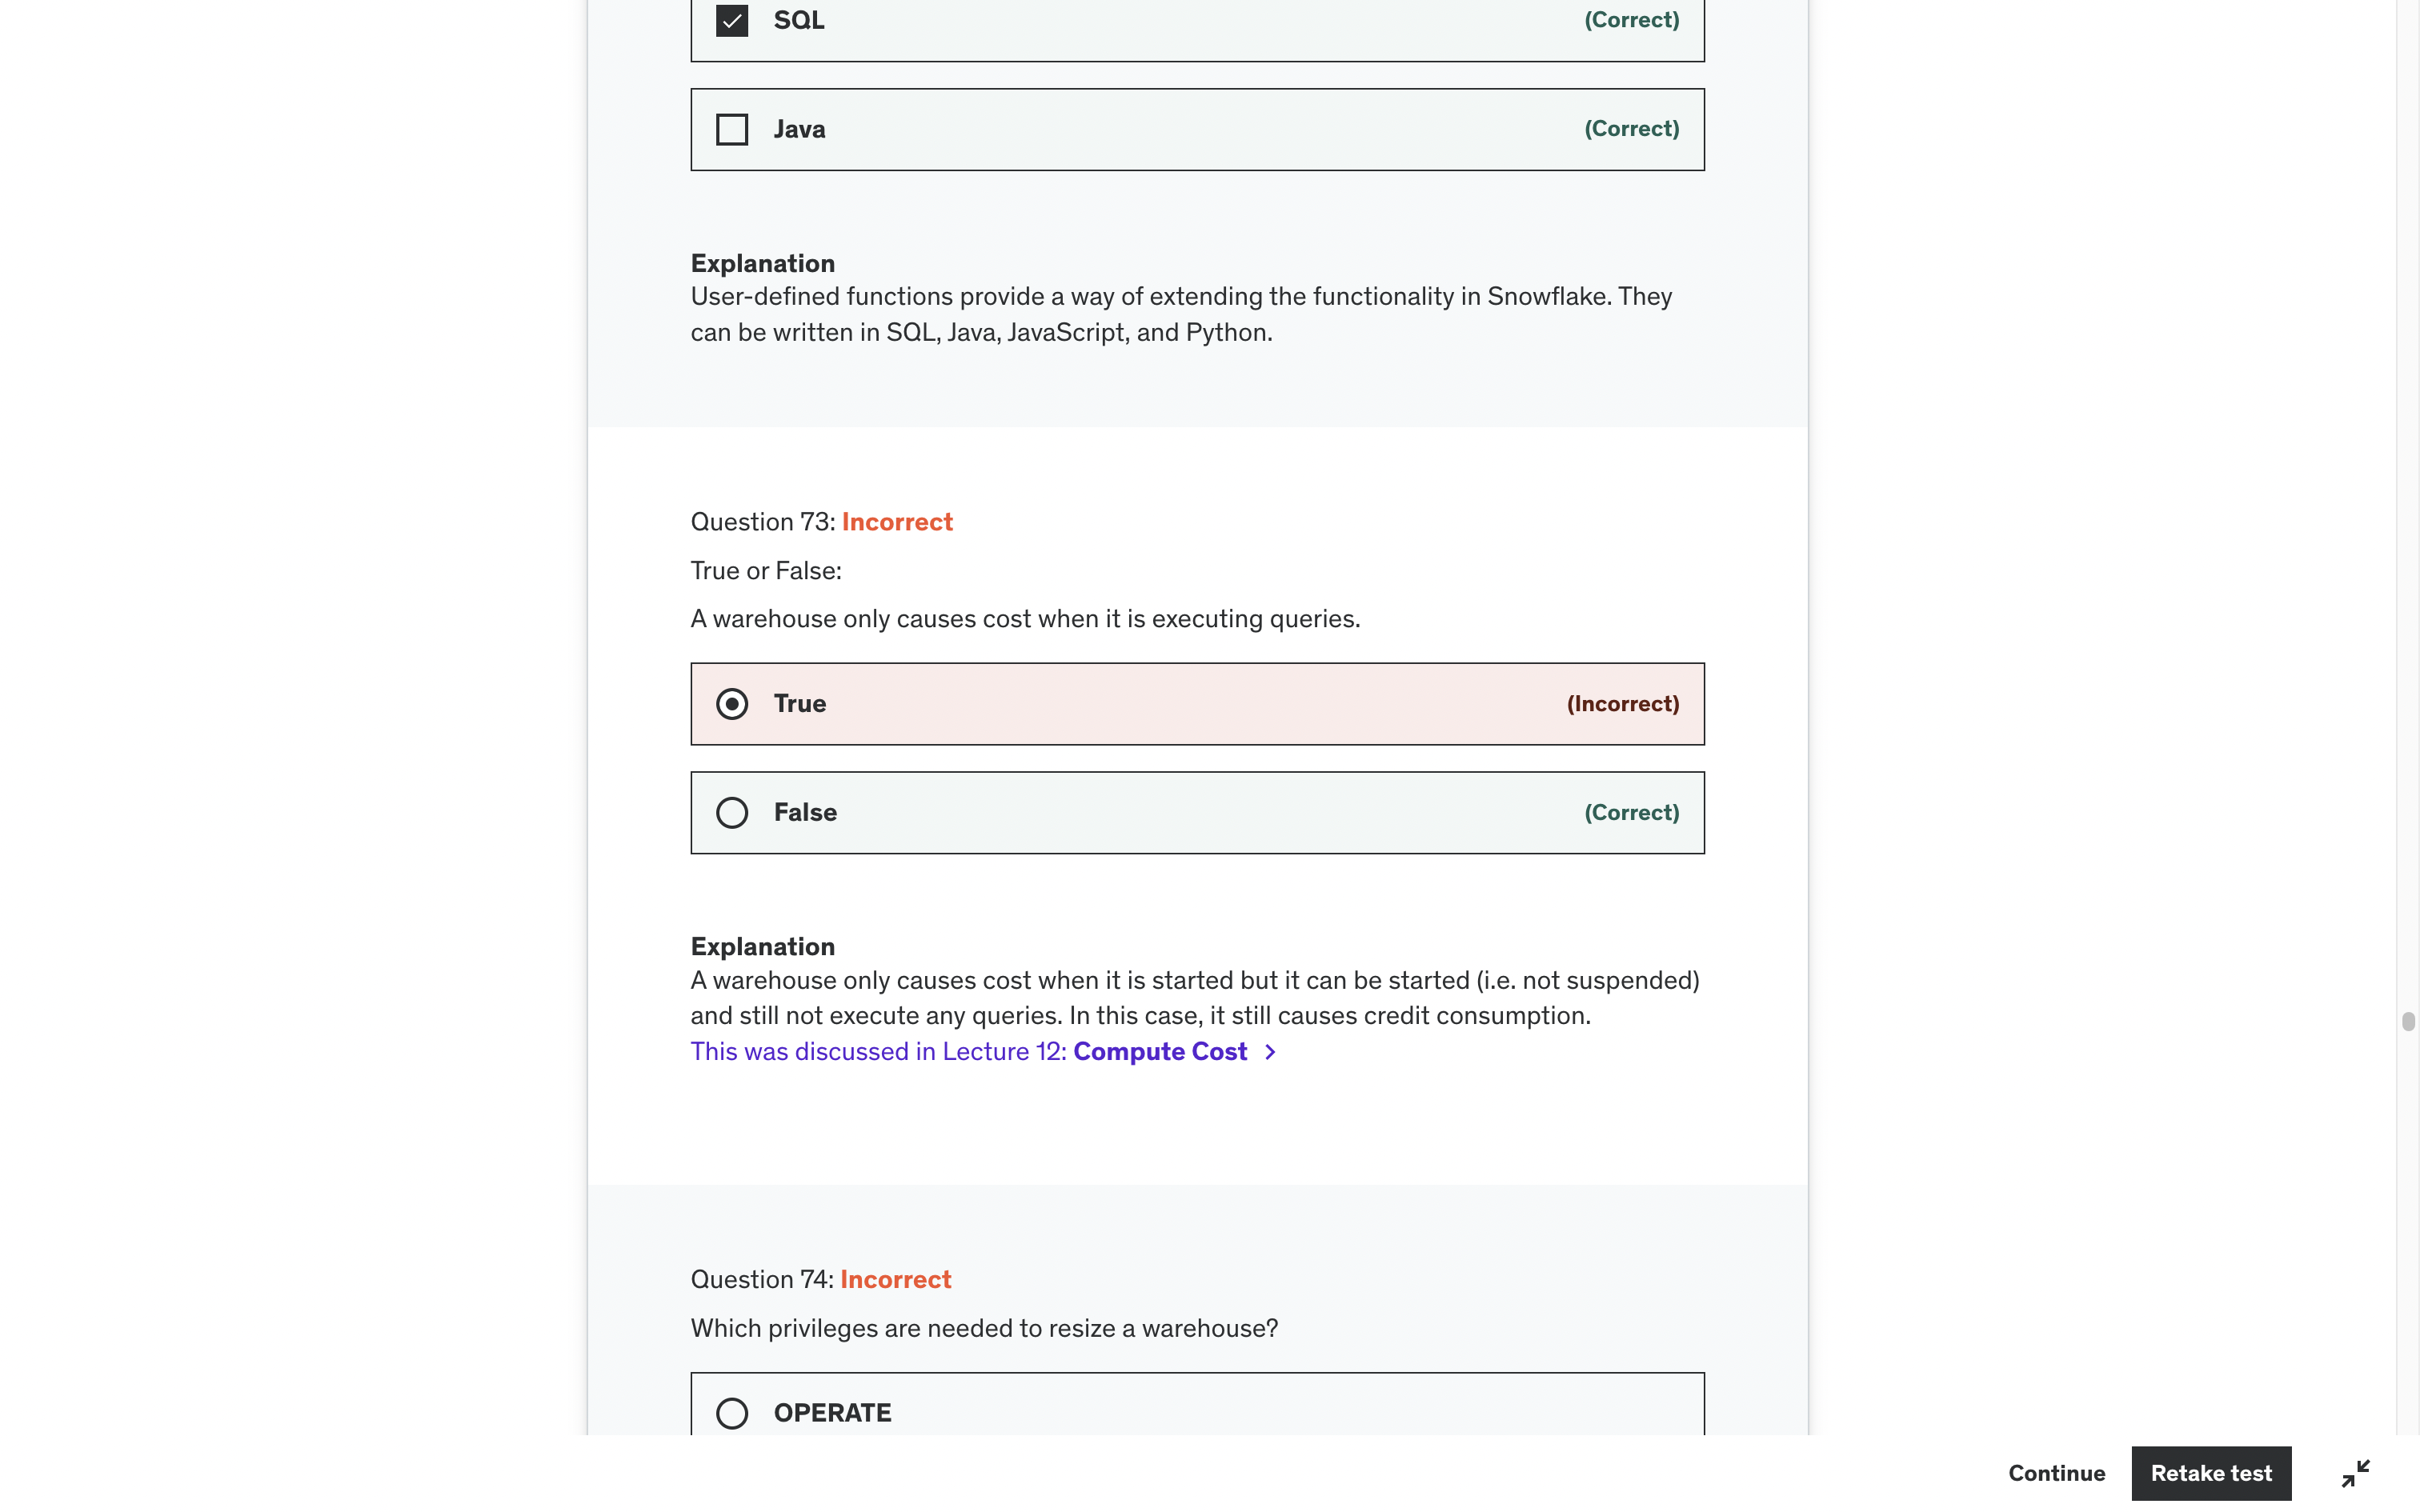 SQL (Correct)
Java (Correct)
Explanation
User-defined functions provide a way of extending the functionality in Snowflake. They
can be written in SQL, Java, JavaScript, and Python.
Question 73: Incorrect
True or False:
A warehouse only causes cost when it is executing queries.
True (Incorrect)
False (Correct)
Explanation
A warehouse only causes cost when it is started but it can be started (i.e. not suspended)
and still not execute any queries. In this case, it still causes credit consumption.
This was discussed in Lecture 12: Compute Cost
Question 74: Incorrect
Which privileges are needed to resize a warehouse?
OPERATE
Continue Retake test